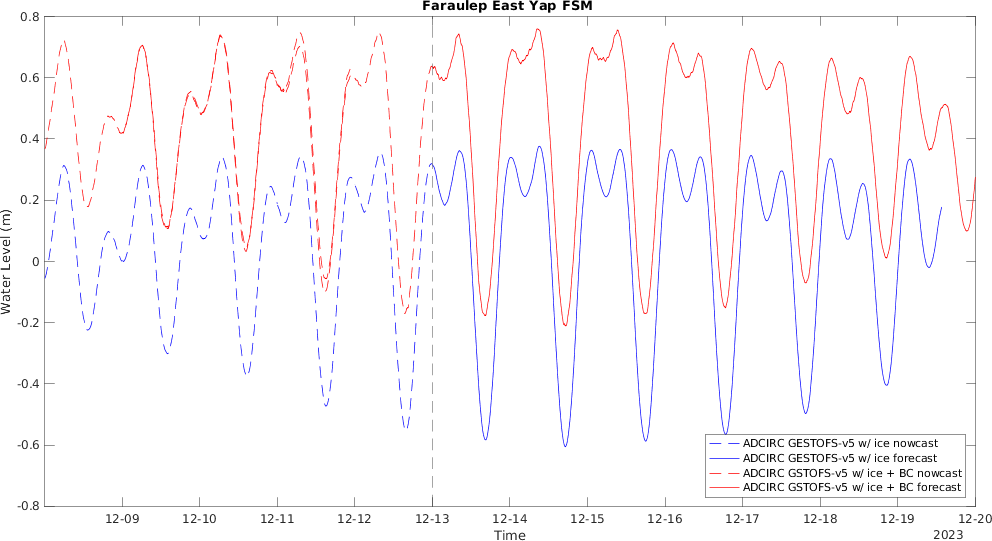 Faraulep East Yap FSM
0.8
0.6
0.4
0.2
0
-0.2
-0.4
-0.6
-0.8
Water Level (m)
ADCIRC GESTOFS-v5 w/ ice nowcast
ADCIRC GESTOFS-v5 w/ ice forecast
ADCIRC GSTOFS-v5 w/ ice + BC nowcast
ADCIRC GSTOFS-v5 w/ ice + BC forecast
12-09 12-10 12-11 12-12 12-13 12-14 12-15 12-16 12-17 12-18 12-19 12-20
Time
2023